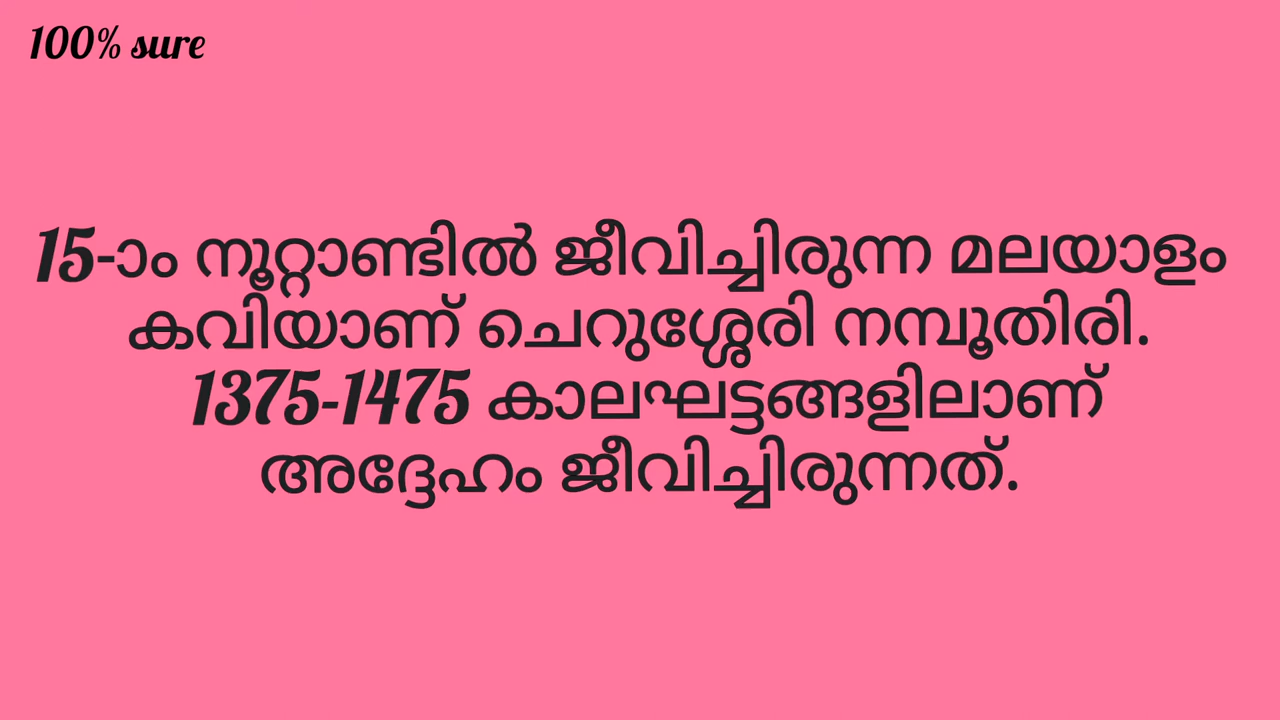 100% sure
15-ാം നൂറ്റാണ്ടിൽ ജീവിച്ചിരുന്ന മലയാളം
കവിയാണ് ചെറുശ്ശേരി നമ്പൂതിരി.
1375-1475 കാലഘട്ടങ്ങളിലാണ്
അദ്ദേഹം ജീവിച്ചിരുന്നത്.